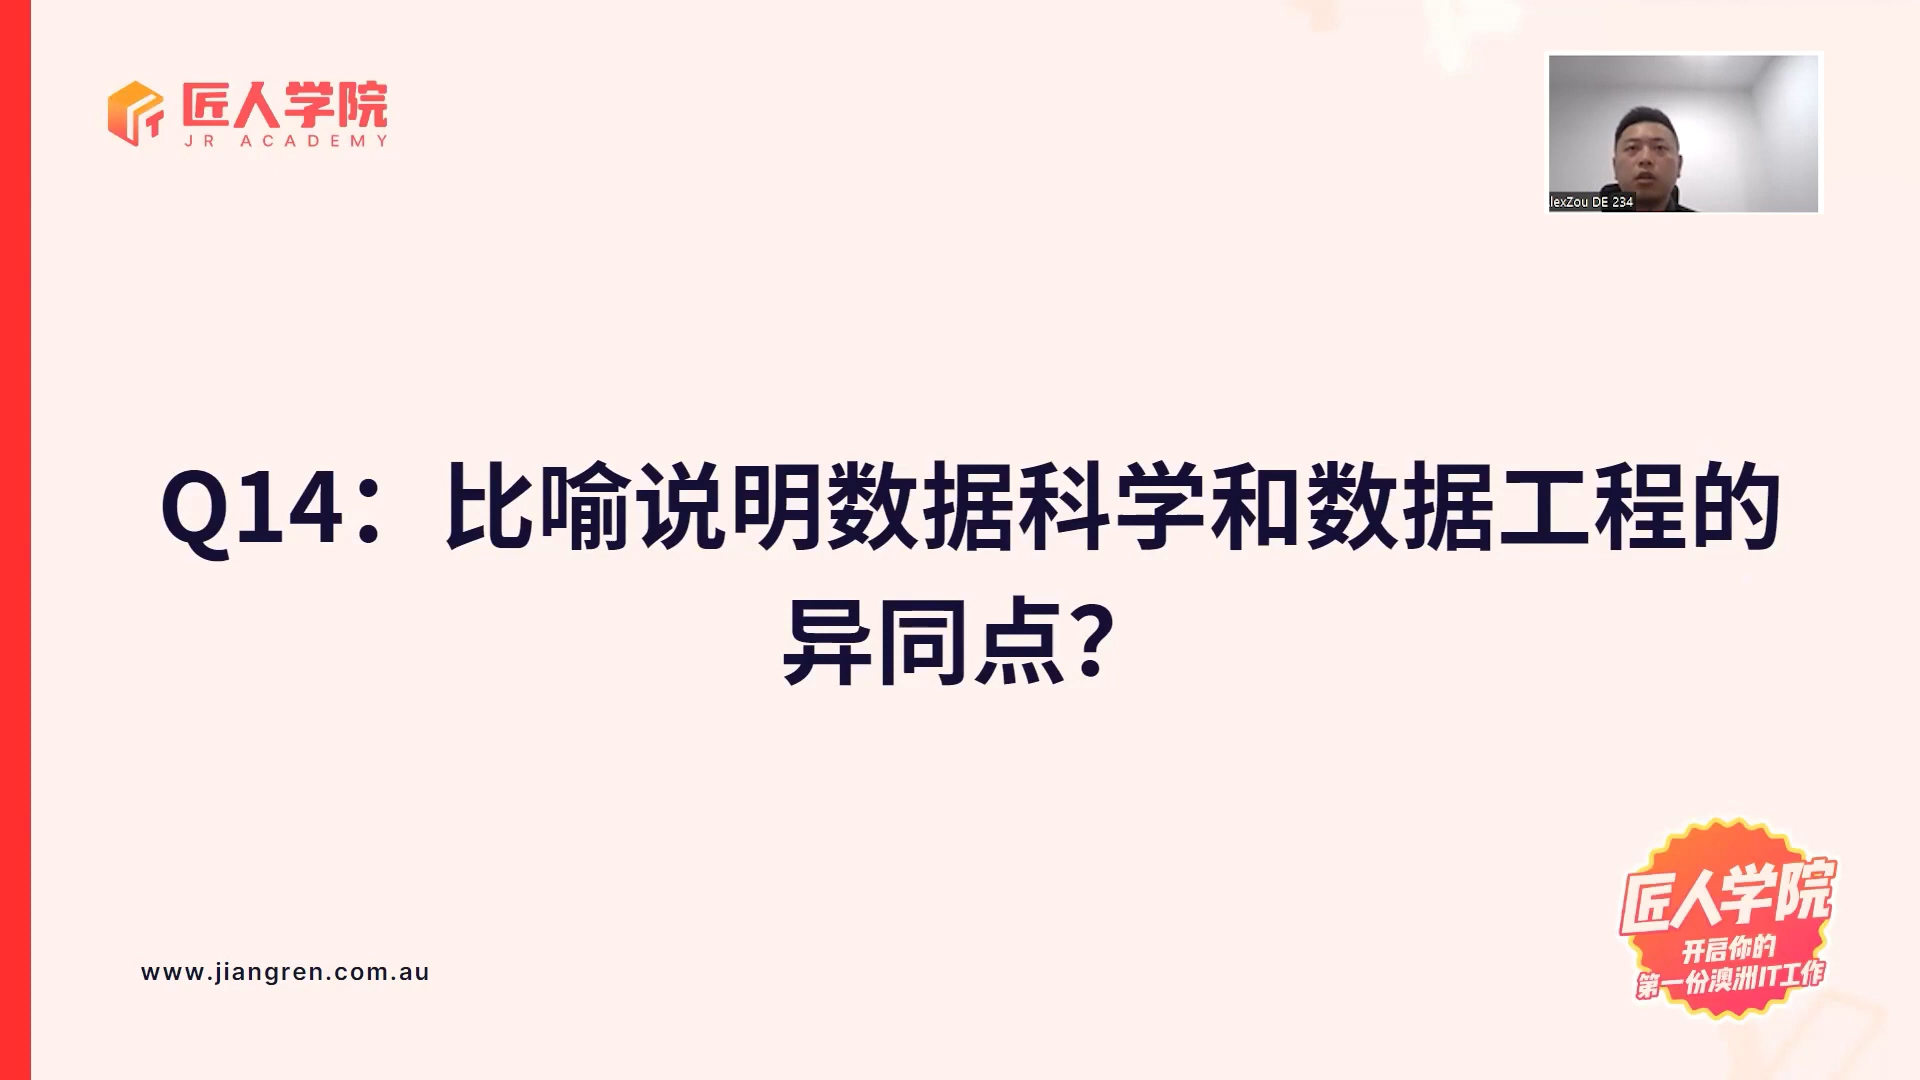 匠人学院
JR ACADEMY
lexZou DE 234
Q14：比喻说明数据科学和数据工程的
异同点？
www.jiangren.com.au
匠人学院
开启你的
第一份澳洲IT工作